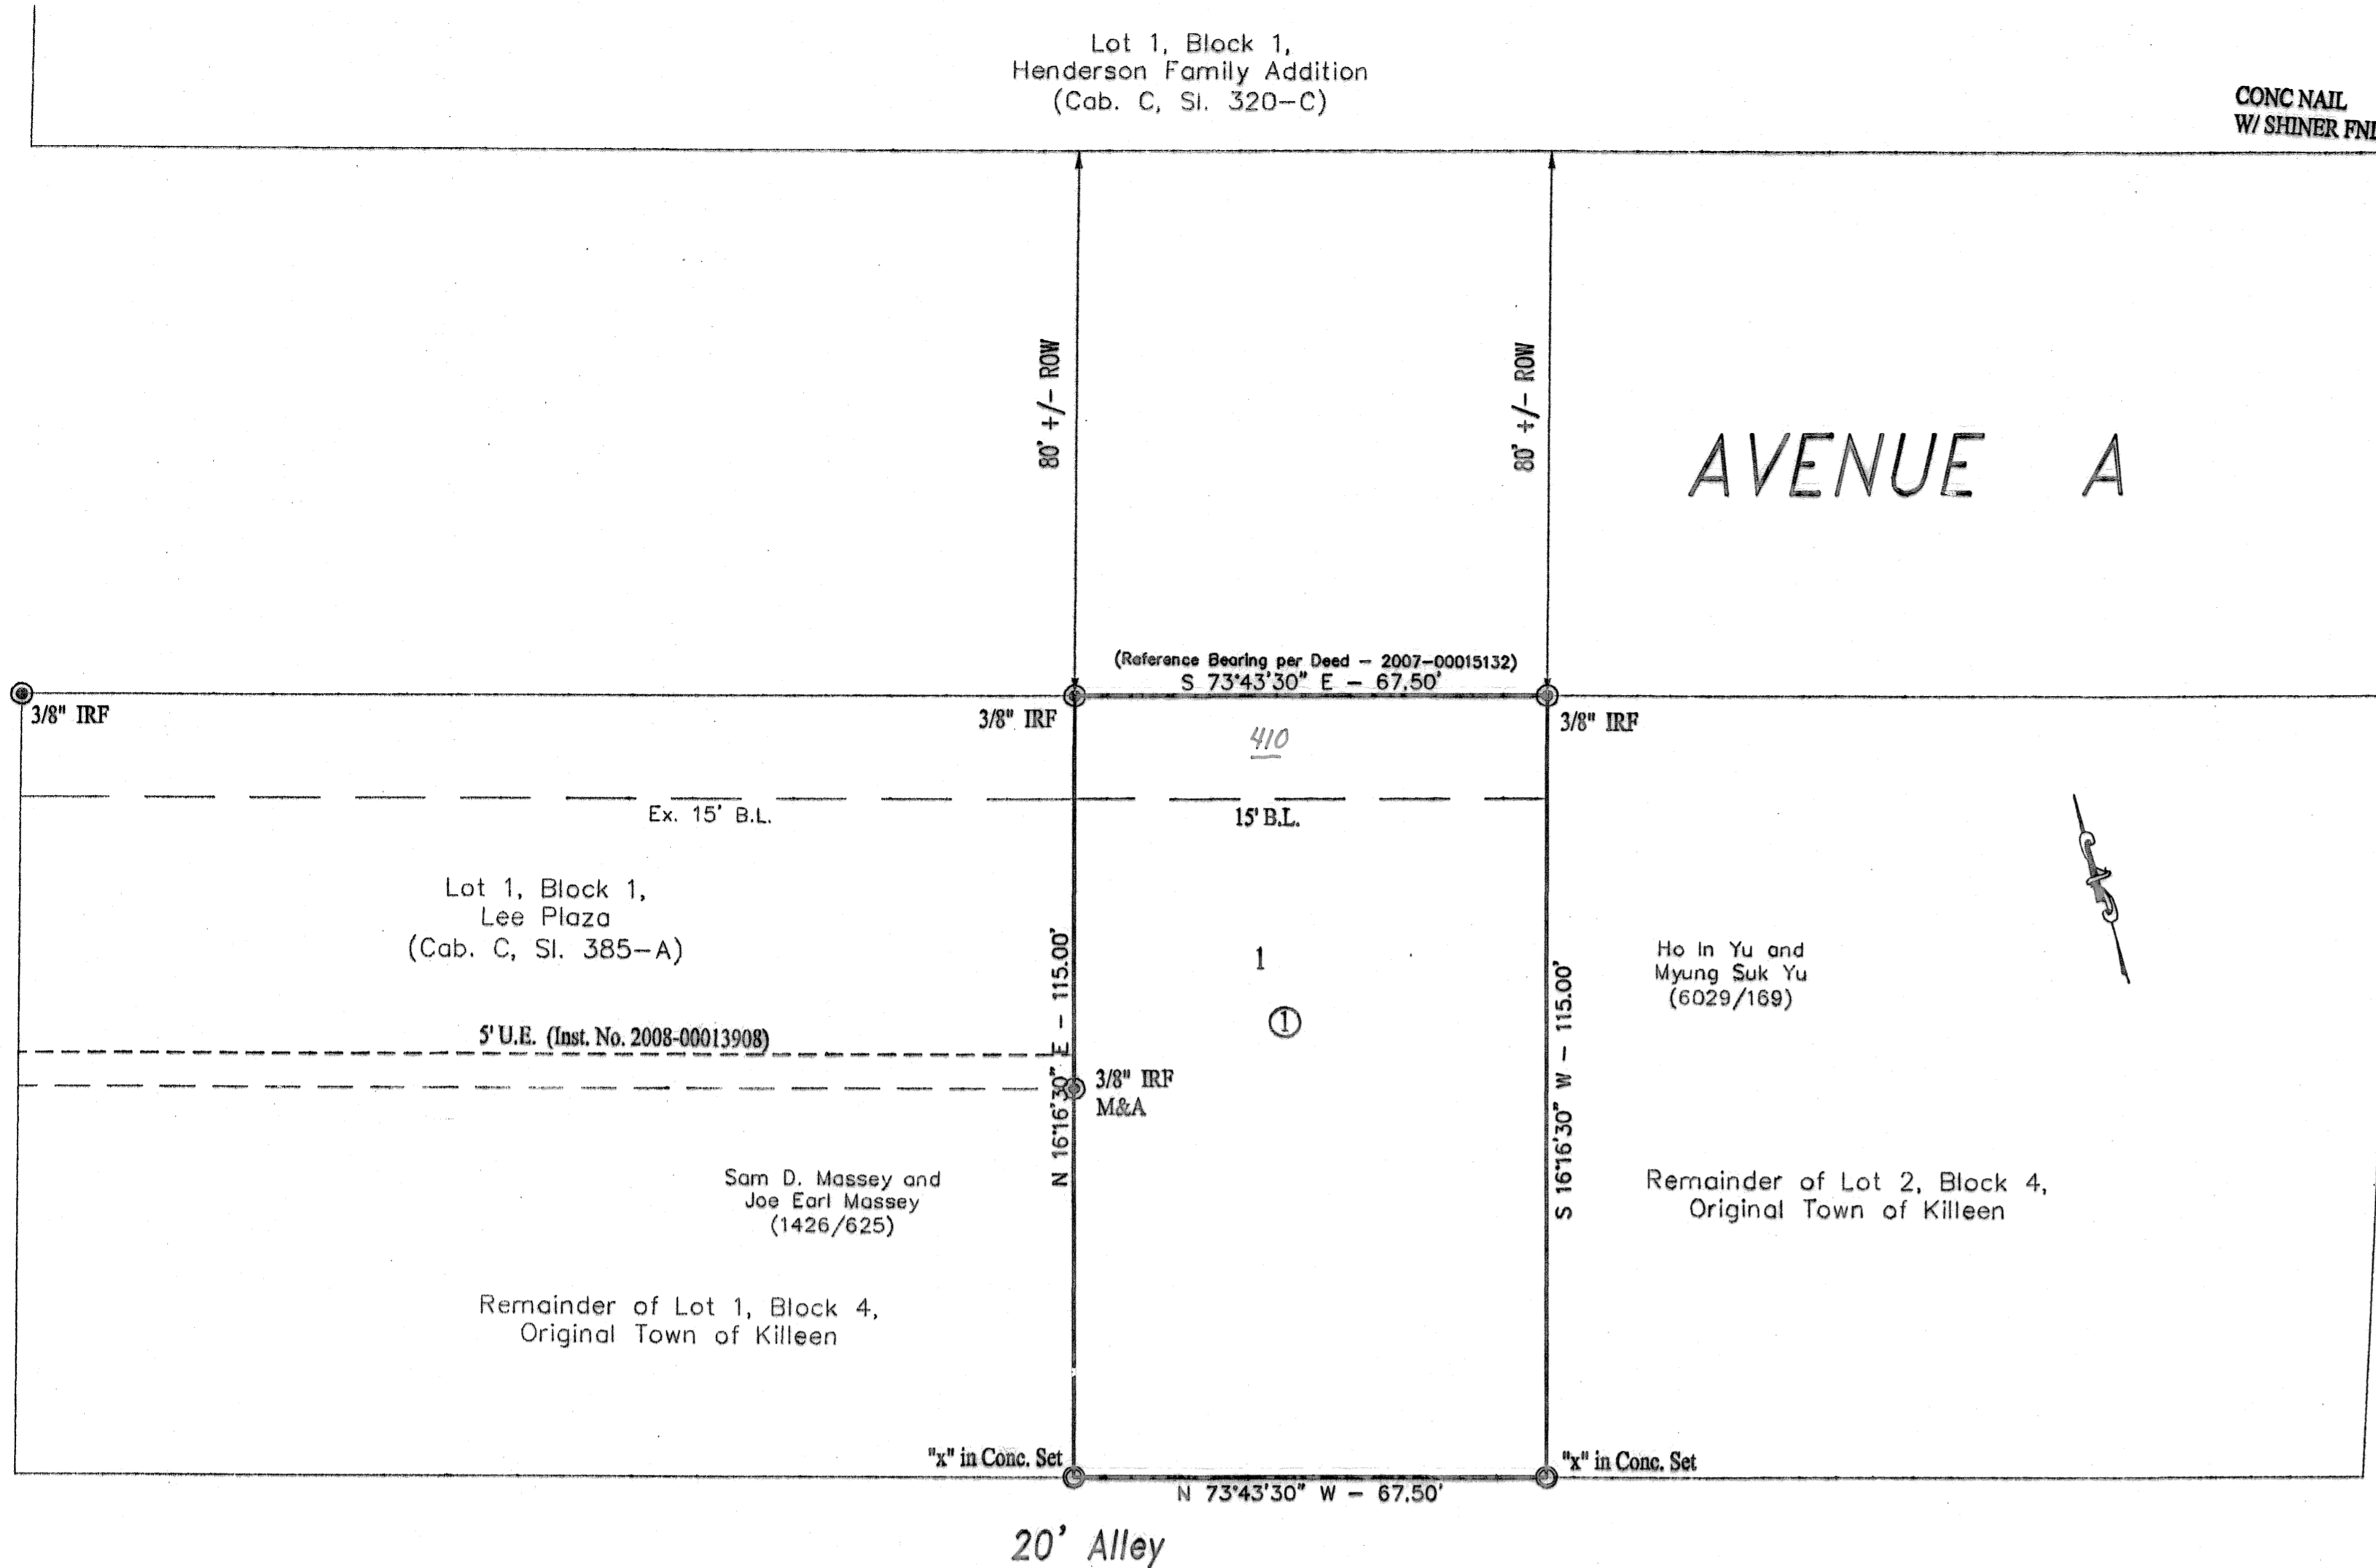 Lot 1, Block 1,
Henderson Family Addition
(Cab. C, Sl. 320-C)
CONC NAIL
W/ SHINER FND
80' +/- ROW
80' +/- ROW
AVENUE A
(Reference Bearing per Deed - 2007-00015132)
S 73°43'30" E - 67.50'
3/8" IRF
3/8" IRF
3/8" IRF
410
Ex. 15' B.L.
15' B.L.
Lot 1, Block 1,
Lee Plaza
(Cab. C, Sl. 385-A)
N 16°16'30" E - 115.00'
1
1
S 16°16'30" W - 115.00'
Ho In Yu and
Myung Suk Yu
(6029/169)
5' U.E. (Inst. No. 2008-00013908)
3/8" IRF
M&A
Sam D. Massey and
Joe Earl Massey
(1426/625)
Remainder of Lot 2, Block 4,
Original Town of Killeen
Remainder of Lot 1, Block 4,
Original Town of Killeen
"x" in Conc. Set
"x" in Conc. Set
N 73°43'30" W - 67.50'
20' Alley